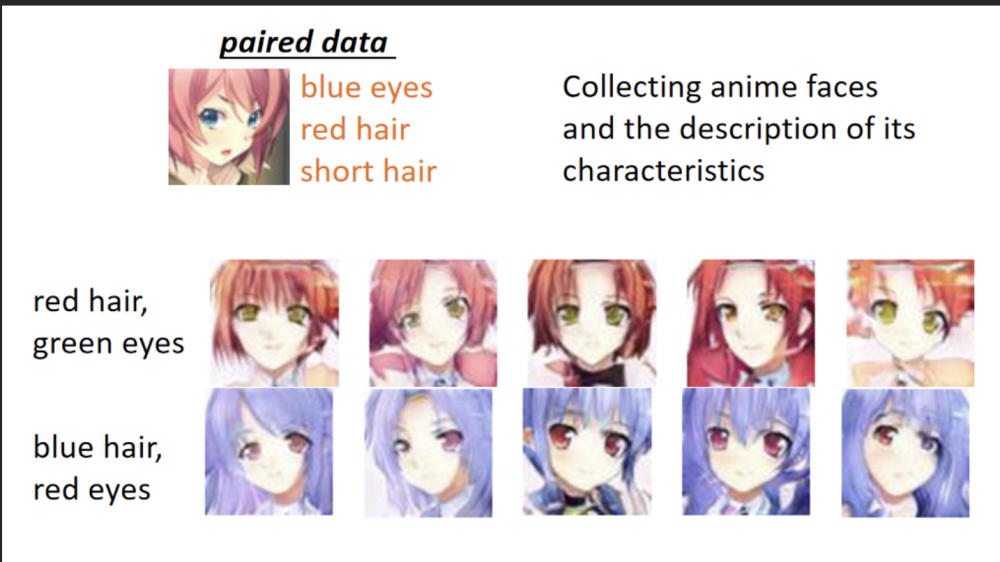 paired data
blue eyes
red hair
short hair
Collecting anime faces
and the description of its
characteristics
red hair,
green eyes
blue hair,
red eyes